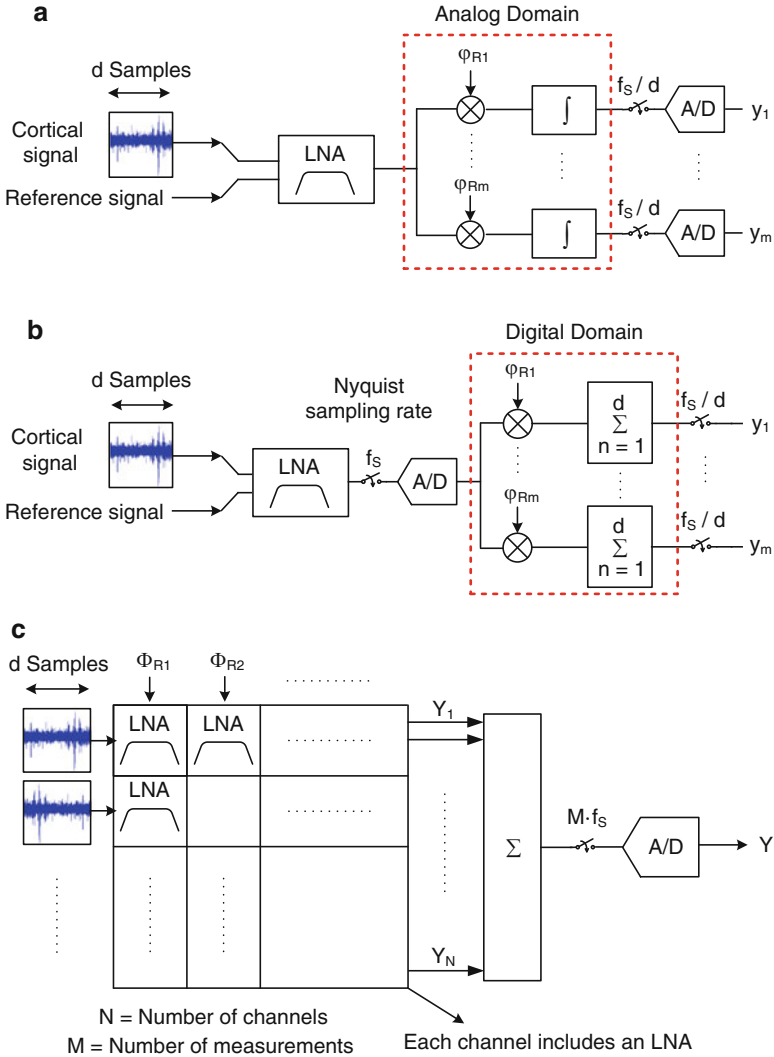 a
Analog Domain
d Samples
φR1
fS / d
Cortical
signal
LNA
∫
A/D
y1
Reference signal
φRm
fS / d
∫
A/D
ym
b
Digital Domain
d Samples
φR1
Nyquist
sampling rate
d
Σ
n = 1
fS / d
y1
Cortical
signal
LNA
fS
A/D
Reference signal
φRm
d
Σ
n = 1
fS / d
ym
c
d Samples
ΦR1
ΦR2
LNA
LNA
Y1
LNA
M·fS
Σ
A/D
Y
YN
N = Number of channels
M = Number of measurements
Each channel includes an LNA